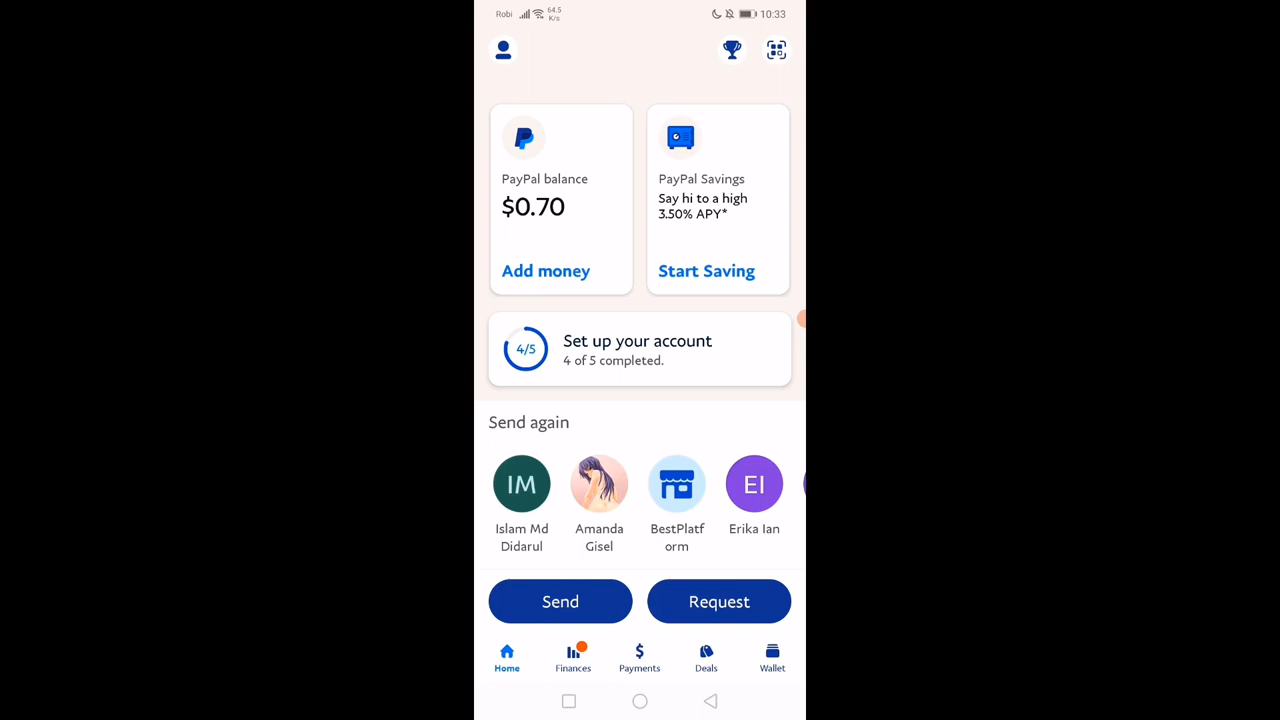 Robi 64.5 K/s 10:33
PayPal balance
$0.70
Add money
PayPal Savings
Say hi to a high
3.50% APY*
Start Saving
4/5
Set up your account
4 of 5 completed.
Send again
IM
Islam Md
Didarul
Amanda
Gisel
BestPlatf
orm
EI
Erika Ian
Send
Request
Home
Finances
Payments
Deals
Wallet